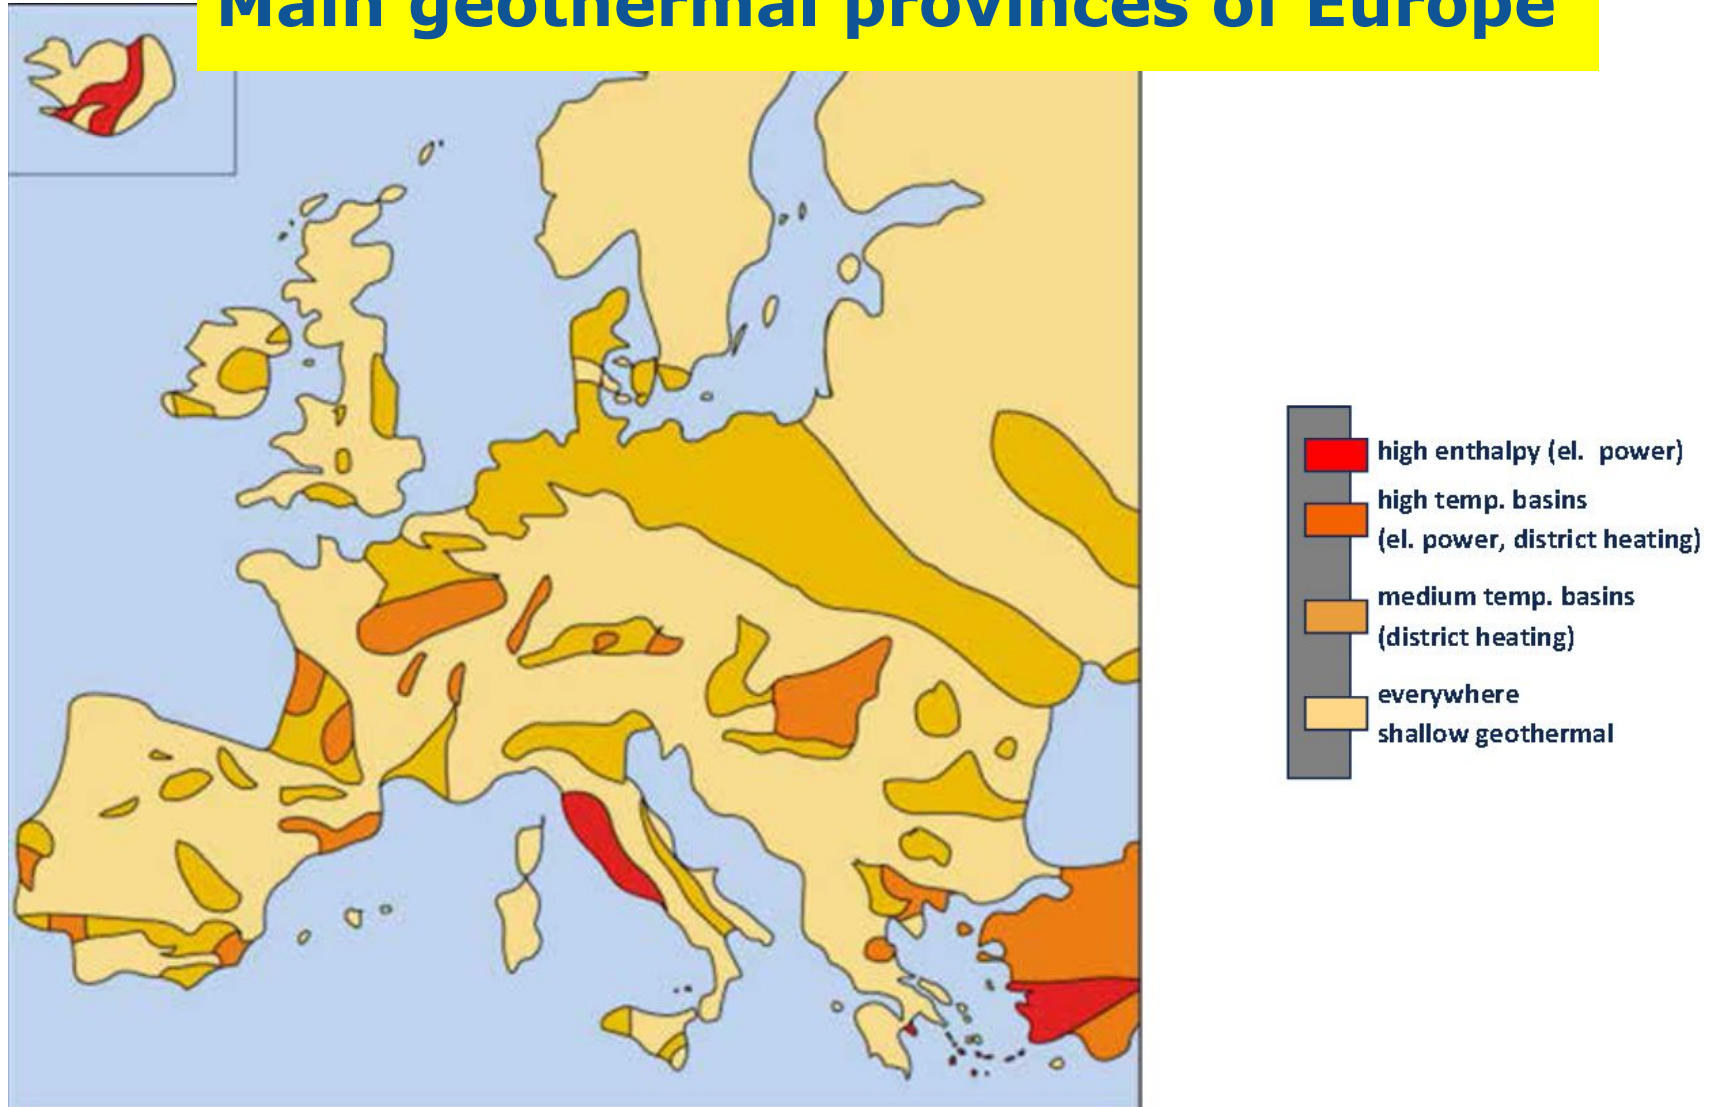 Main geothermal provinces of Europe
high enthalpy (el. power)
high temp. basins
(el. power, district heating)
medium temp. basins
(district heating)
everywhere
shallow geothermal